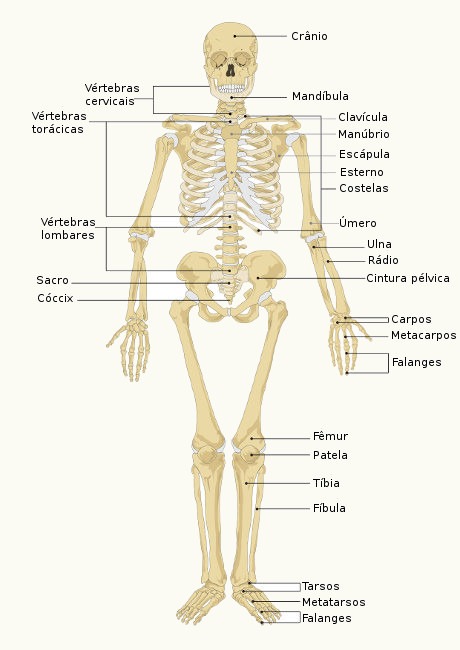 Crânio
Vértebras
cervicais
Mandíbula
Vértebras
torácicas
Clavícula
Manúbrio
Escápula
Esterno
Costelas
Vértebras
lombares
Úmero
Ulna
Rádio
Sacro
Cintura pélvica
Cóccix
Carpos
Metacarpos
Falanges
Fêmur
Patela
Tíbia
Fíbula
Tarsos
Metatarsos
Falanges